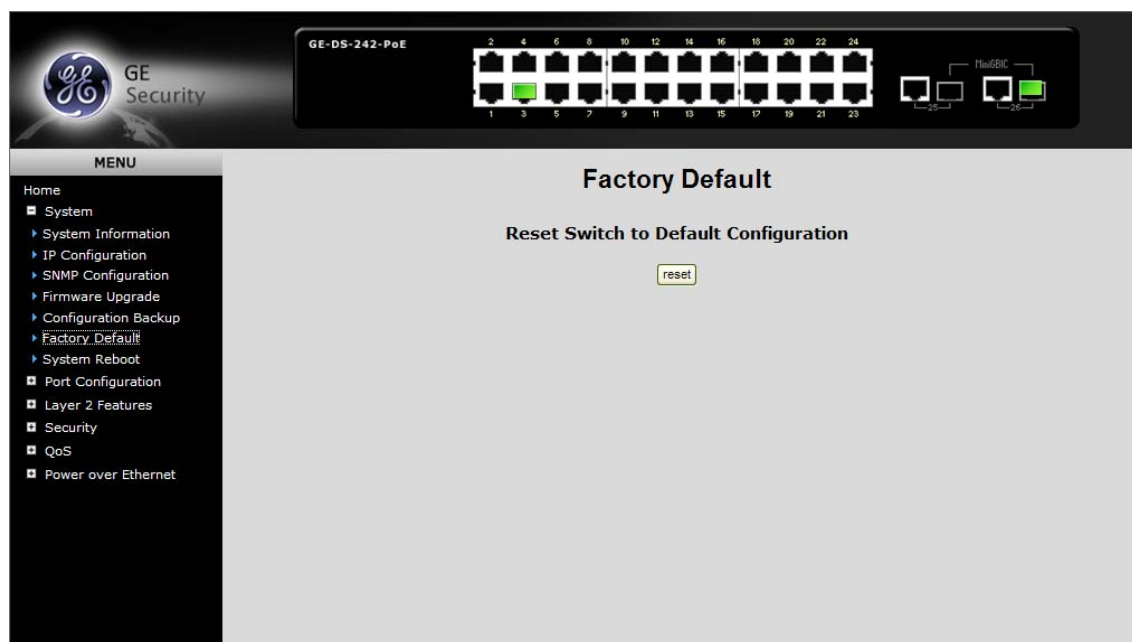 GE
Security
GE-DS-242-PoE
2 4 6 8 10 12 14 16 18 20 22 24
1 3 5 7 9 11 13 15 17 19 21 23
MiniGBIC
25 26
MENU
Home
System
System Information
IP Configuration
SNMP Configuration
Firmware Upgrade
Configuration Backup
Factory Default
System Reboot
Port Configuration
Layer 2 Features
Security
QoS
Power over Ethernet
Factory Default
Reset Switch to Default Configuration
reset